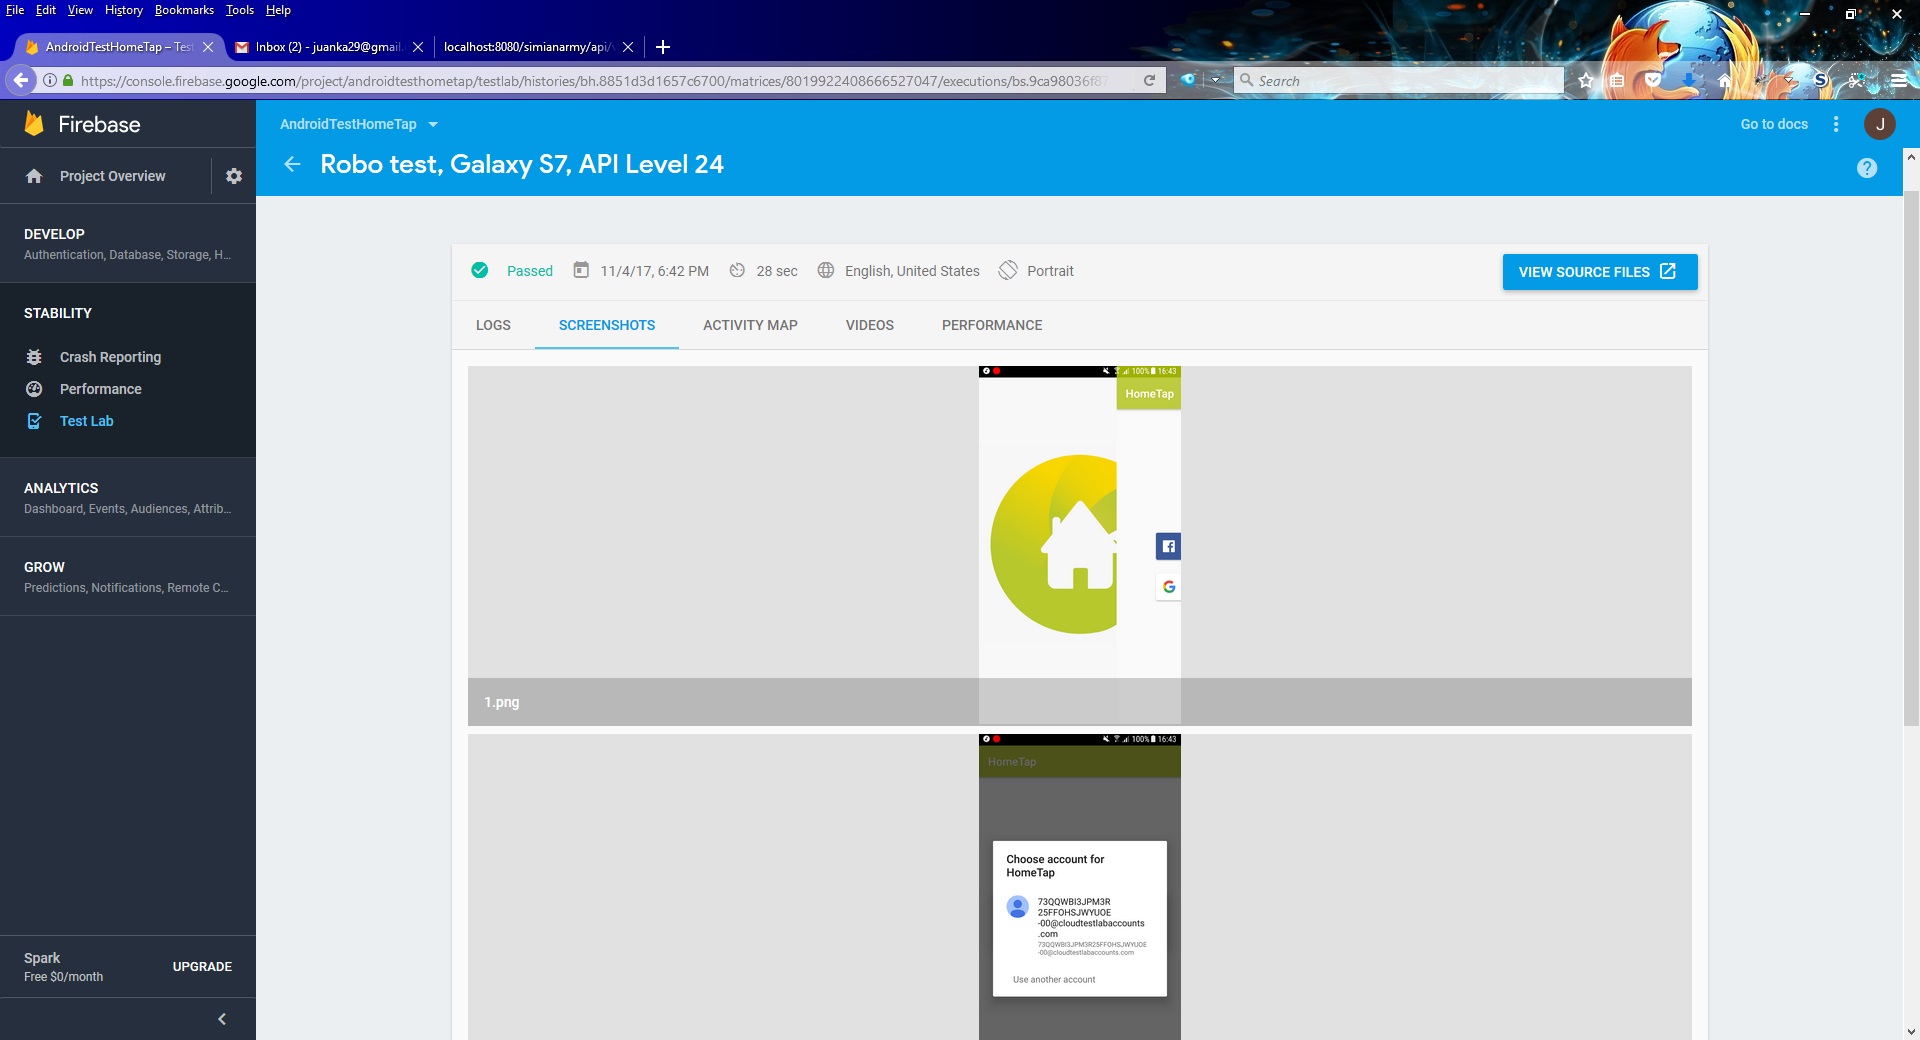 File Edit View History Bookmarks Tools Help
AndroidTestHomeTap – Test
Inbox (2) - juanka29@gmail.
localhost:8080/simianarmy/api/
https://console.firebase.google.com/project/androidtesthometap/testlab/histories/bh.8851d3d1657c6700/matrices/8019922408666527047/executions/bs.9ca98036f87
Search
Firebase
AndroidTestHomeTap
Go to docs
J
Robo test, Galaxy S7, API Level 24
Project Overview
DEVELOP
Authentication, Database, Storage, H...
STABILITY
Crash Reporting
Performance
Test Lab
ANALYTICS
Dashboard, Events, Audiences, Attrib...
GROW
Predictions, Notifications, Remote C...
Spark
Free $0/month
UPGRADE
Passed
11/4/17, 6:42 PM
28 sec
English, United States
Portrait
VIEW SOURCE FILES
LOGS
SCREENSHOTS
ACTIVITY MAP
VIDEOS
PERFORMANCE
100% 16:43
HomeTap
1.png
100% 16:43
HomeTap
Choose account for
HomeTap
73QQWBI3JPM3R
25FFOHSJWYUOE
-00@cloudtestlabaccounts
.com
73QQWBI3JPM3R25FFOHSJWYUOE
-00@cloudtestlabaccounts.com
Use another account